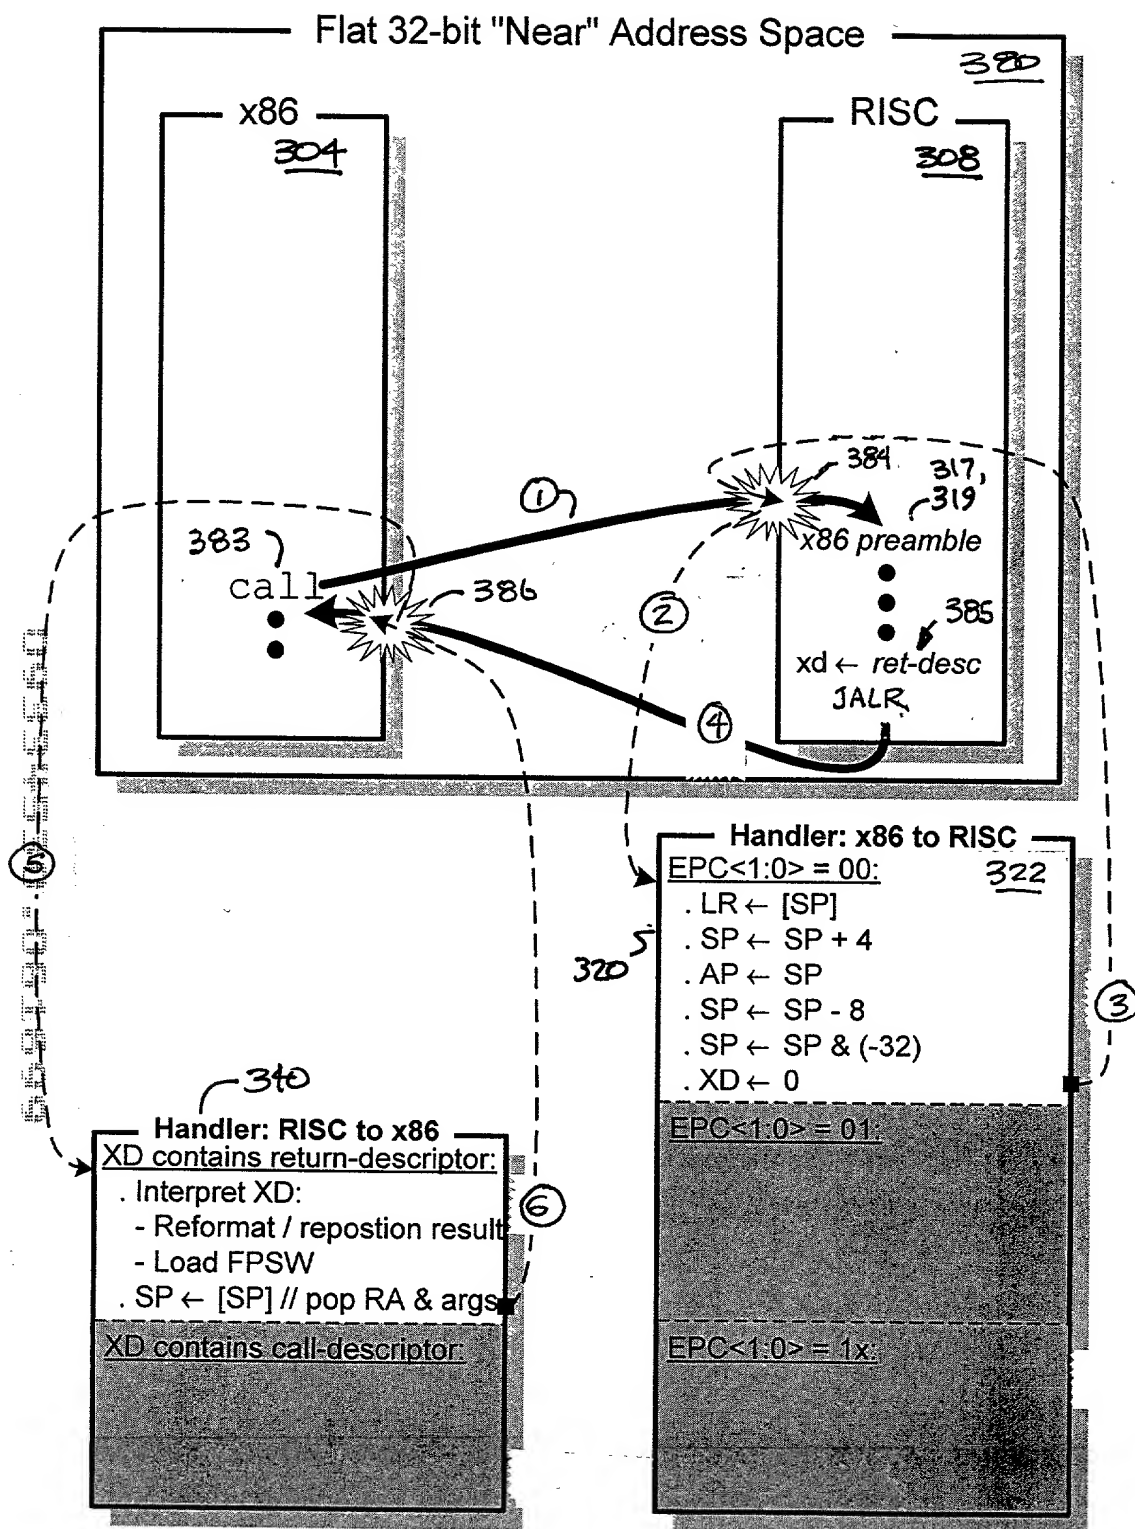 Flat 32-bit "Near" Address Space
380
x86
304
RISC
308
384
317,
319
①
x86 preamble
383
call
386
②
385
xd ← ret-desc
JALR
④
⑤
Handler: x86 to RISC
EPC<1:0> = 00:
322
. LR ← [SP]
. SP ← SP + 4
320
. AP ← SP
. SP ← SP - 8
③
. SP ← SP & (-32)
. XD ← 0
340
EPC<1:0> = 01:
Handler: RISC to x86
XD contains return-descriptor:
. Interpret XD:
⑥
- Reformat / repostion result
- Load FPSW
. SP ← [SP] // pop RA & args
XD contains call-descriptor:
EPC<1:0> = 1x: